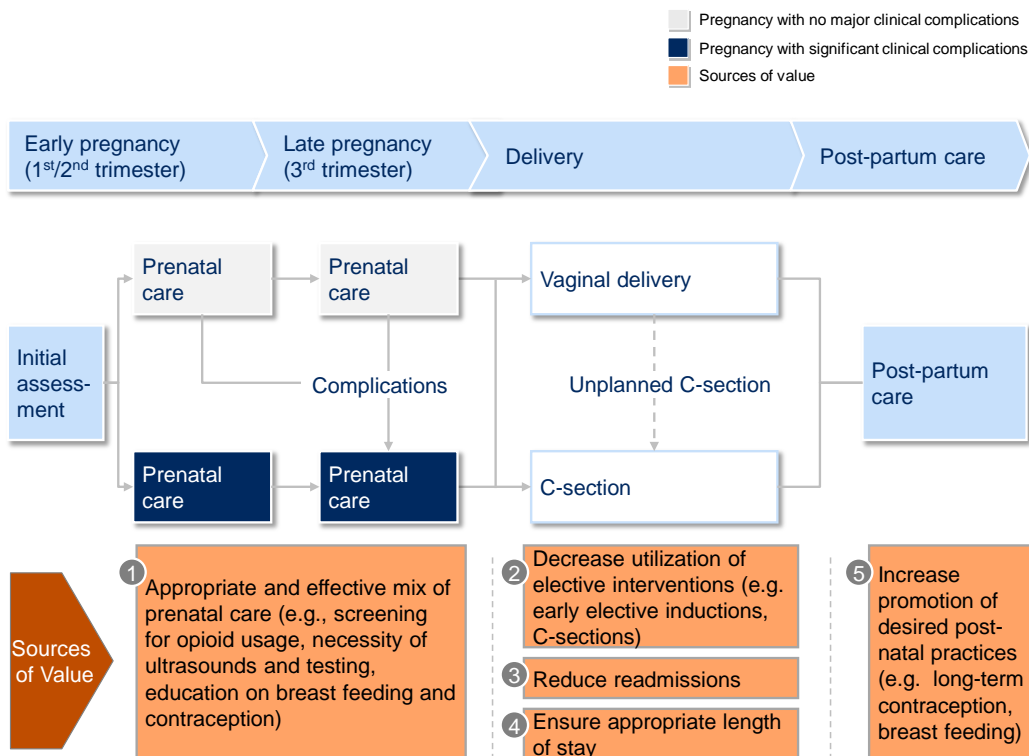 Pregnancy with no major clinical complications
Pregnancy with significant clinical complications
Sources of value
Early pregnancy
(1st/2nd trimester)
Late pregnancy
(3rd trimester)
Delivery
Post-partum care
Prenatal
care
Prenatal
care
Vaginal delivery
Initial
assess-
ment
Complications
Unplanned C-section
Post-partum
care
Prenatal
care
Prenatal
care
C-section
Sources
of Value
1
Appropriate and effective mix of
prenatal care (e.g., screening
for opioid usage, necessity of
ultrasounds and testing,
education on breast feeding and
contraception)
2
Decrease utilization of
elective interventions (e.g.
early elective inductions,
C-sections)
3
Reduce readmissions
4
Ensure appropriate length
of stay
5
Increase
promotion of
desired post-
natal practices
(e.g. long-term
contraception,
breast feeding)